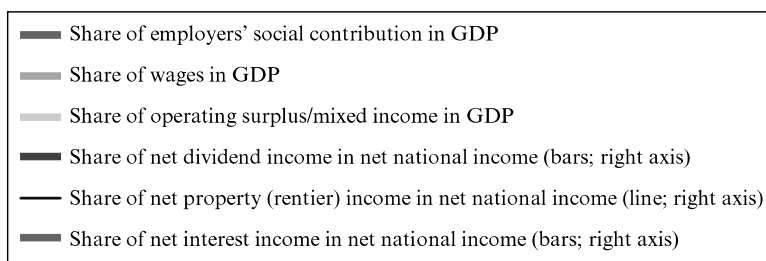 Share of employers’ social contribution in GDP
Share of wages in GDP
Share of operating surplus/mixed income in GDP
Share of net dividend income in net national income (bars; right axis)
Share of net property (rentier) income in net national income (line; right axis)
Share of net interest income in net national income (bars; right axis)